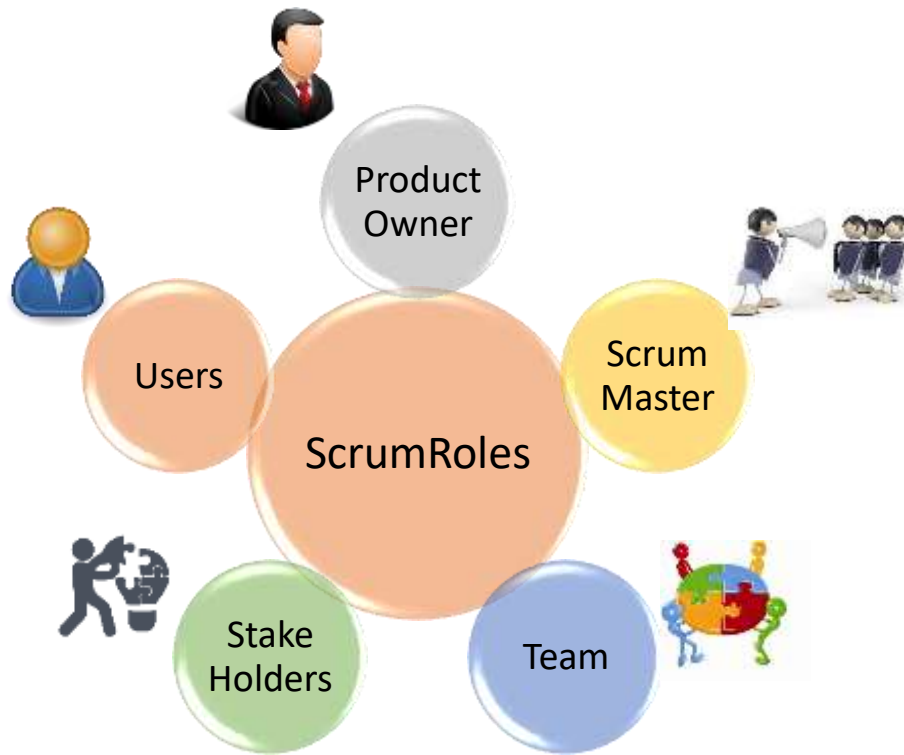 Product
Owner
Users
Scrum
Master
ScrumRoles
Stake
Holders
Team